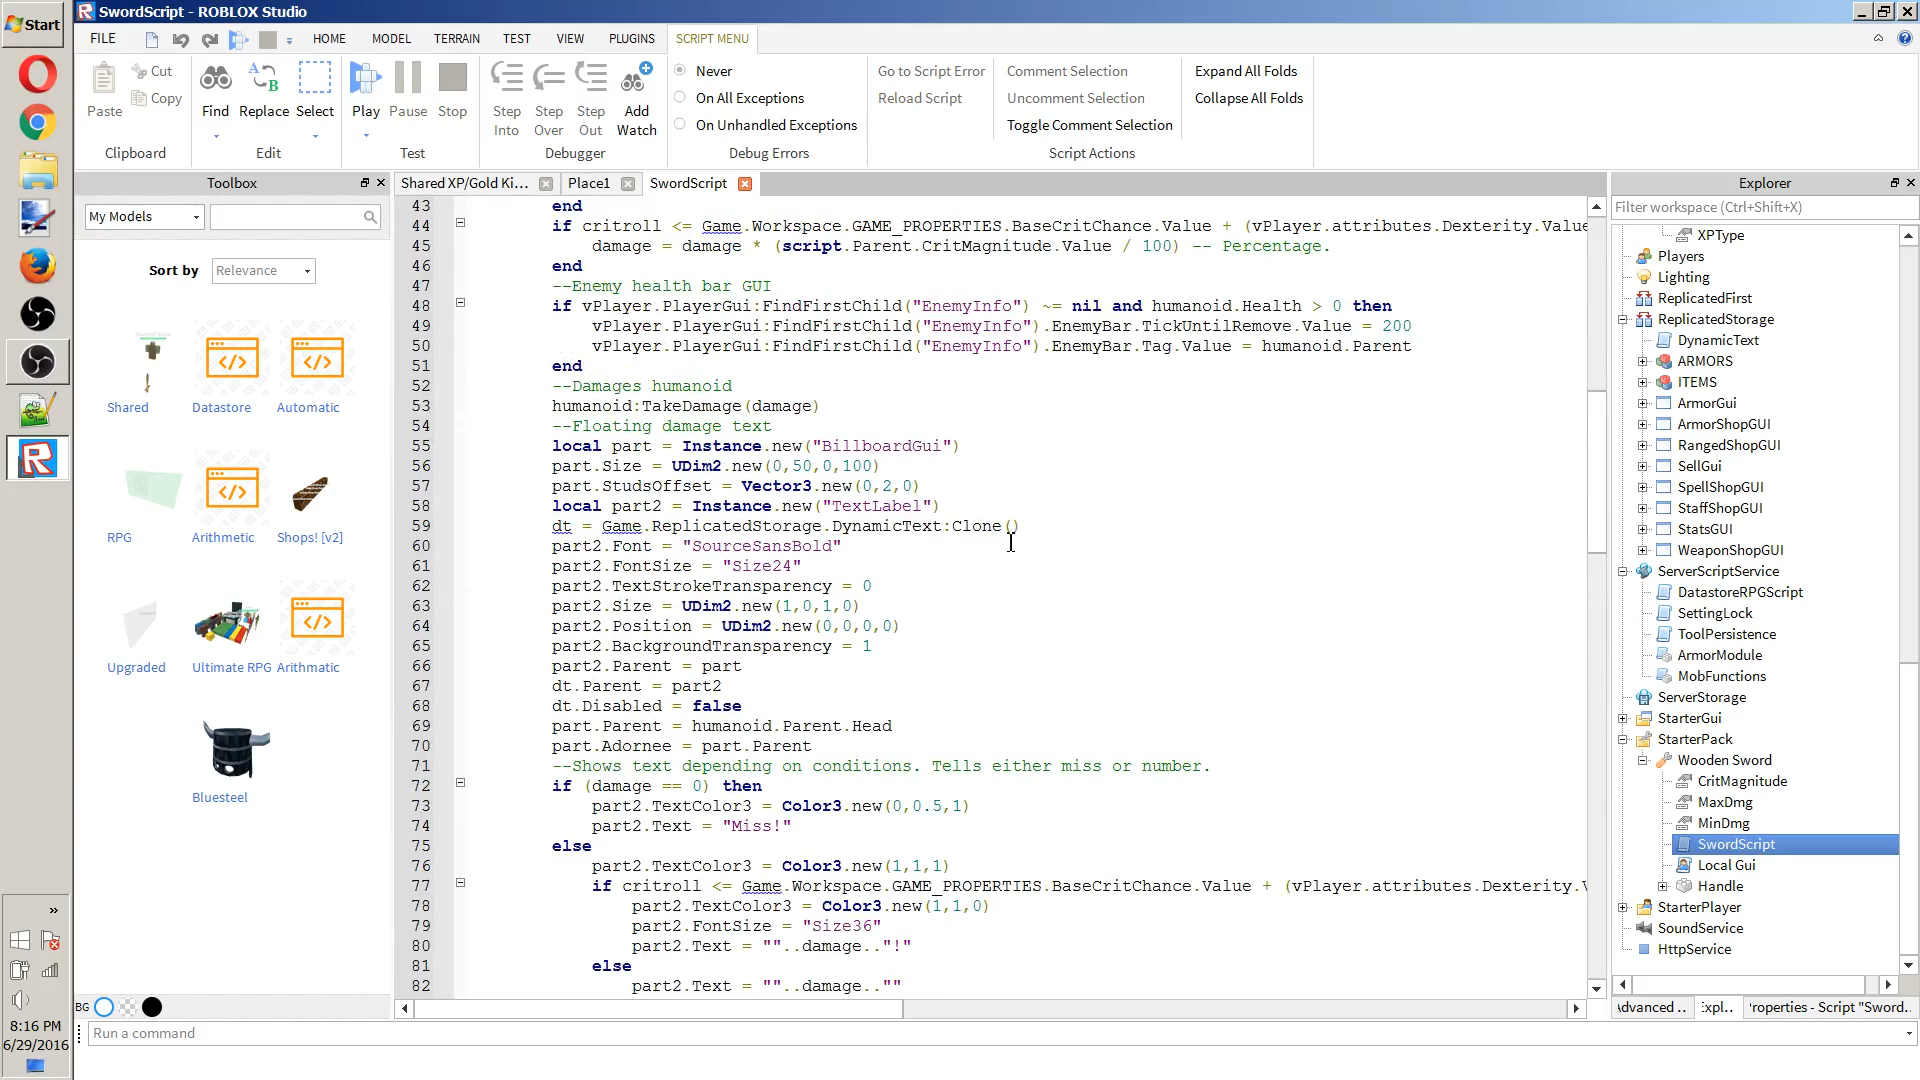 Start
SwordScript - ROBLOX Studio
FILE HOME MODEL TERRAIN TEST VIEW PLUGINS SCRIPT MENU
Paste
Cut
Copy
Clipboard
Find
Replace
Select
Edit
Play
Pause
Stop
Test
Step Into
Step Over
Step Out
Add Watch
Debugger
Never
On All Exceptions
On Unhandled Exceptions
Debug Errors
Go to Script Error
Reload Script
Comment Selection
Uncomment Selection
Toggle Comment Selection
Expand All Folds
Collapse All Folds
Script Actions
Toolbox
My Models
Sort by Relevance
Shared Datastore Automatic
RPG Arithmetic Shops! [v2]
Upgraded Ultimate RPG Arithmatic
Bluesteel
BG
Shared XP/Gold Ki... Place1 SwordScript
43 end
44 if critroll <= Game.Workspace.GAME_PROPERTIES.BaseCritChance.Value + (vPlayer.attributes.Dexterity.Value
45 damage = damage * (script.Parent.CritMagnitude.Value / 100) -- Percentage.
46 end
47 --Enemy health bar GUI
48 if vPlayer.PlayerGui:FindFirstChild("EnemyInfo") ~= nil and humanoid.Health > 0 then
49 vPlayer.PlayerGui:FindFirstChild("EnemyInfo").EnemyBar.TickUntilRemove.Value = 200
50 vPlayer.PlayerGui:FindFirstChild("EnemyInfo").EnemyBar.Tag.Value = humanoid.Parent
51 end
52 --Damages humanoid
53 humanoid:TakeDamage(damage)
54 --Floating damage text
55 local part = Instance.new("BillboardGui")
56 part.Size = UDim2.new(0,50,0,100)
57 part.StudsOffset = Vector3.new(0,2,0)
58 local part2 = Instance.new("TextLabel")
59 dt = Game.ReplicatedStorage.DynamicText:Clone()
60 part2.Font = "SourceSansBold"
61 part2.FontSize = "Size24"
62 part2.TextStrokeTransparency = 0
63 part2.Size = UDim2.new(1,0,1,0)
64 part2.Position = UDim2.new(0,0,0,0)
65 part2.BackgroundTransparency = 1
66 part2.Parent = part
67 dt.Parent = part2
68 dt.Disabled = false
69 part.Parent = humanoid.Parent.Head
70 part.Adornee = part.Parent
71 --Shows text depending on conditions. Tells either miss or number.
72 if (damage == 0) then
73 part2.TextColor3 = Color3.new(0,0.5,1)
74 part2.Text = "Miss!"
75 else
76 part2.TextColor3 = Color3.new(1,1,1)
77 if critroll <= Game.Workspace.GAME_PROPERTIES.BaseCritChance.Value + (vPlayer.attributes.Dexterity.V
78 part2.TextColor3 = Color3.new(1,1,0)
79 part2.FontSize = "Size36"
80 part2.Text = ""..damage.."!"
81 else
82 part2.Text = ""..damage..""
Explorer
Filter workspace (Ctrl+Shift+X)
XPType
Players
Lighting
ReplicatedFirst
ReplicatedStorage
DynamicText
ARMORS
ITEMS
ArmorGui
ArmorShopGUI
RangedShopGUI
SellGui
SpellShopGUI
StaffShopGUI
StatsGUI
WeaponShopGUI
ServerScriptService
DatastoreRPGScript
SettingLock
ToolPersistence
ArmorModule
MobFunctions
ServerStorage
StarterGui
StarterPack
Wooden Sword
CritMagnitude
MaxDmg
MinDmg
SwordScript
Local Gui
Handle
StarterPlayer
SoundService
HttpService
\dvanced .. :xpl.. 'roperties - Script "Sword.
Run a command
8:16 PM
6/29/2016